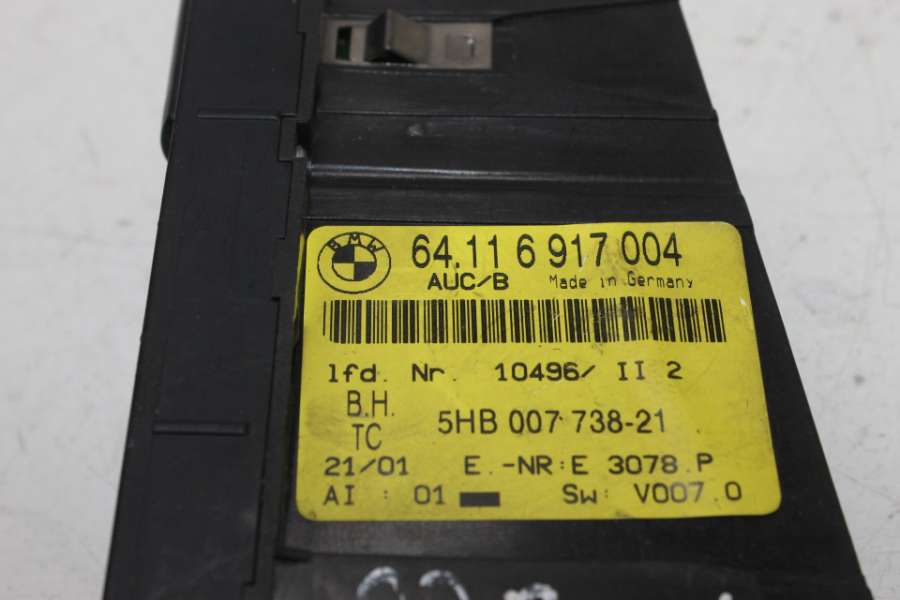 BMW
64.11 6 917 004
AUC/B Made in Germany
lfd. Nr. 10496/ II 2
B.H.
TC
5HB 007 738-21
21/01 E.-NR:E 3078.P
AI : 01 Sw: V007.0